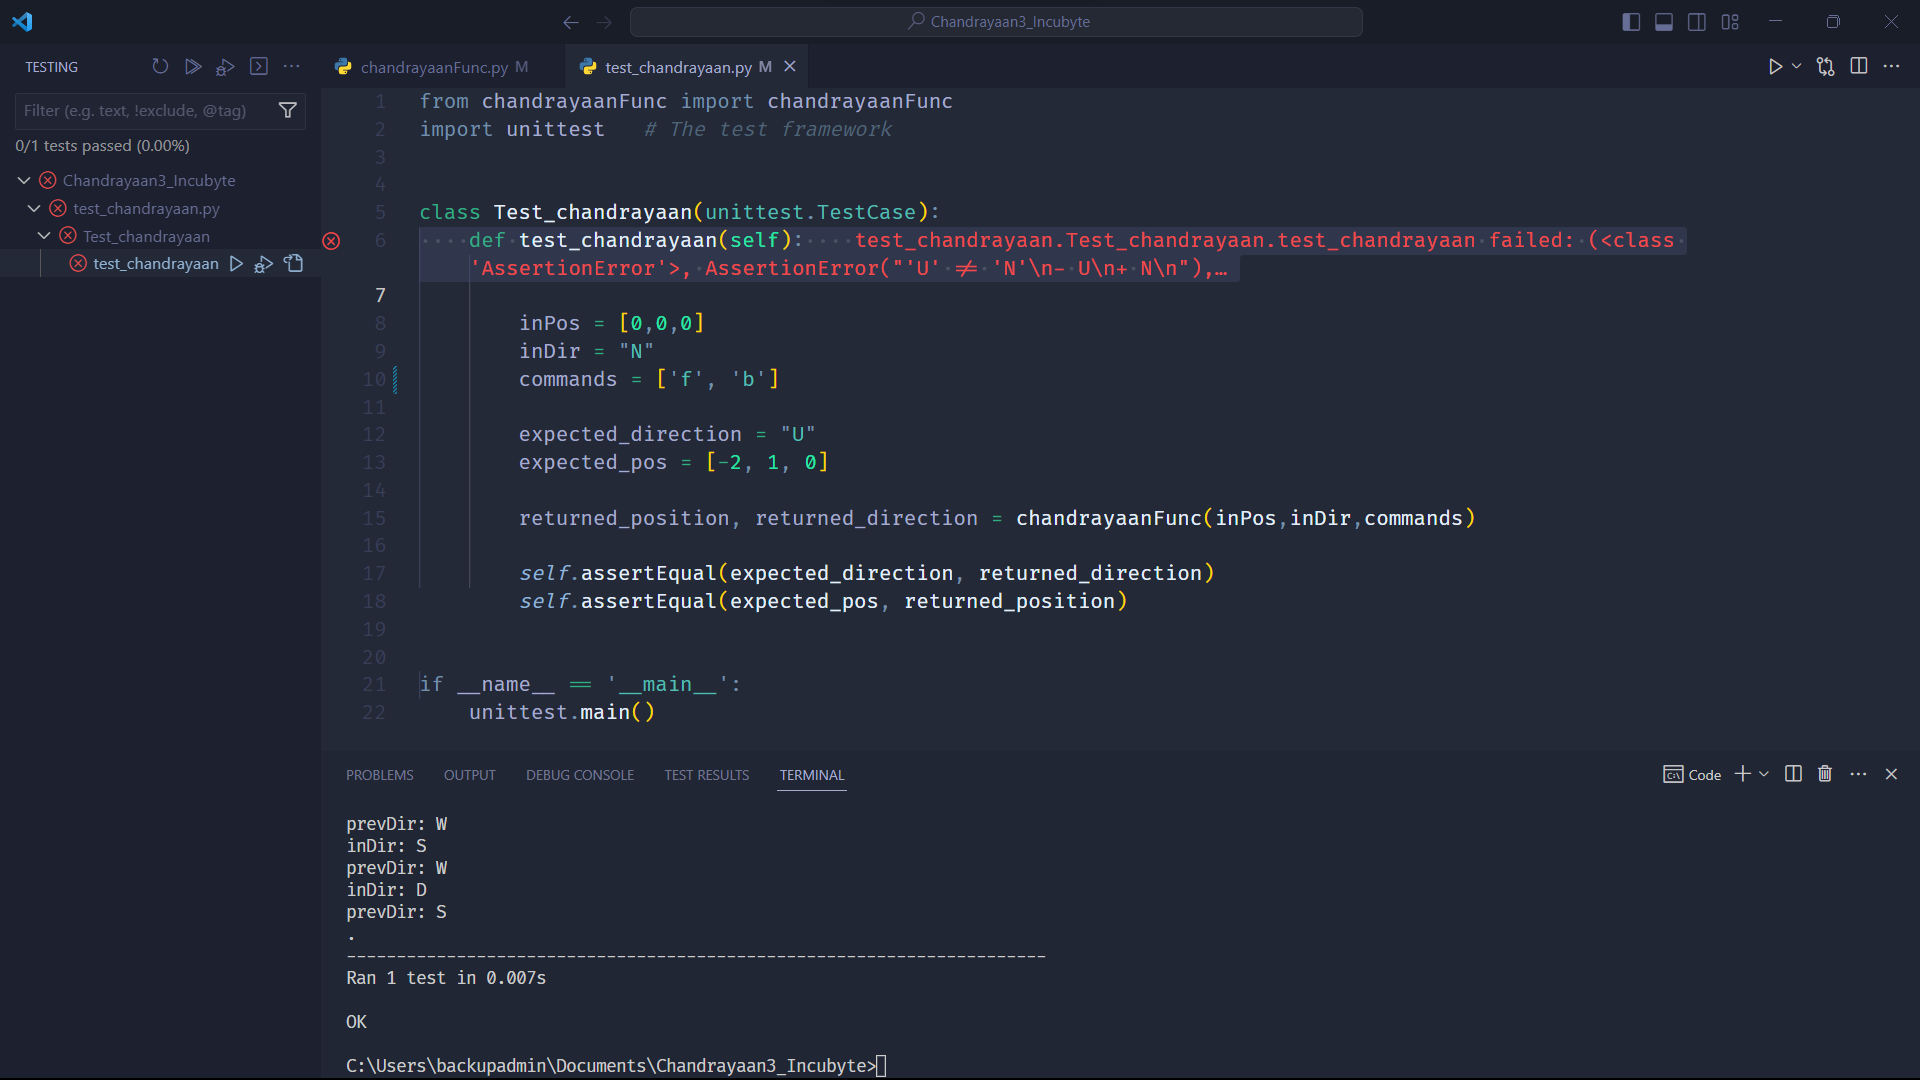 Chandrayaan3_Incubyte
TESTING
chandrayaanFunc.py M
test_chandrayaan.py M
Filter (e.g. text, !exclude, @tag)
0/1 tests passed (0.00%)
Chandrayaan3_Incubyte
test_chandrayaan.py
Test_chandrayaan
test_chandrayaan
1 from chandrayaanFunc import chandrayaanFunc
2 import unittest # The test framework
3
4
5 class Test_chandrayaan(unittest.TestCase):
6 def test_chandrayaan(self): test_chandrayaan.Test_chandrayaan.test_chandrayaan failed: (<class
'AssertionError'>, AssertionError("'U' != 'N'\n- U\n+ N\n"),…
7
8 inPos = [0,0,0]
9 inDir = "N"
10 commands = ['f', 'b']
11
12 expected_direction = "U"
13 expected_pos = [-2, 1, 0]
14
15 returned_position, returned_direction = chandrayaanFunc(inPos,inDir,commands)
16
17 self.assertEqual(expected_direction, returned_direction)
18 self.assertEqual(expected_pos, returned_position)
19
20
21 if __name__ == '__main__':
22 unittest.main()
PROBLEMS OUTPUT DEBUG CONSOLE TEST RESULTS TERMINAL
Code
prevDir: W
inDir: S
prevDir: W
inDir: D
prevDir: S
.
----------------------------------------------------------------------
Ran 1 test in 0.007s
OK
C:\Users\backupadmin\Documents\Chandrayaan3_Incubyte>